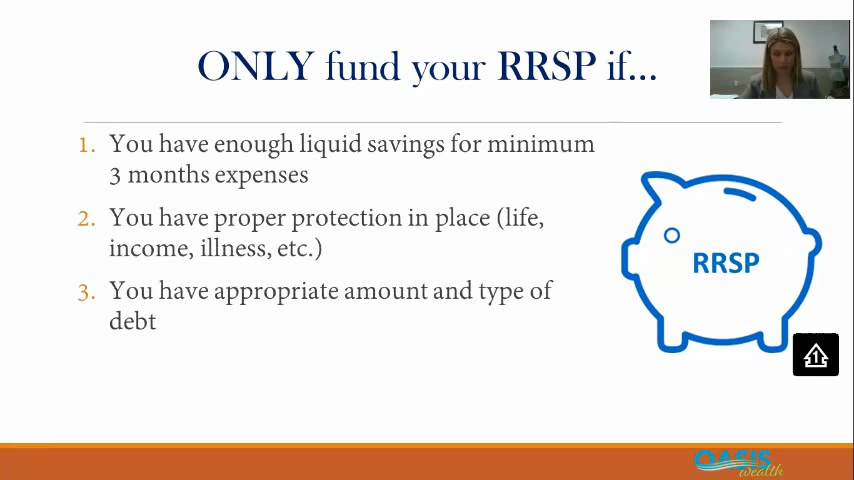 ONLY fund your RRSP if...
1. You have enough liquid savings for minimum
3 months expenses
2. You have proper protection in place (life,
income, illness, etc.)
3. You have appropriate amount and type of
debt
RRSP
1
OASIS
wealth